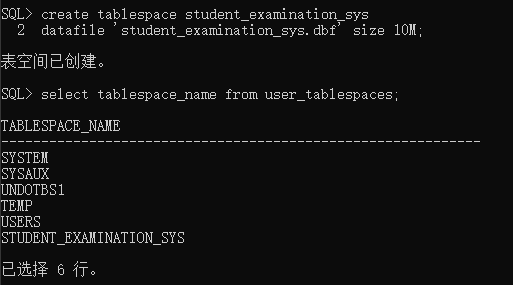 SQL> create tablespace student_examination_sys
2 datafile 'student_examination_sys.dbf' size 10M;
表空间已创建。
SQL> select tablespace_name from user_tablespaces;
TABLESPACE_NAME
------------------------------------------------------------
SYSTEM
SYSAUX
UNDOTBS1
TEMP
USERS
STUDENT_EXAMINATION_SYS
已选择 6 行。